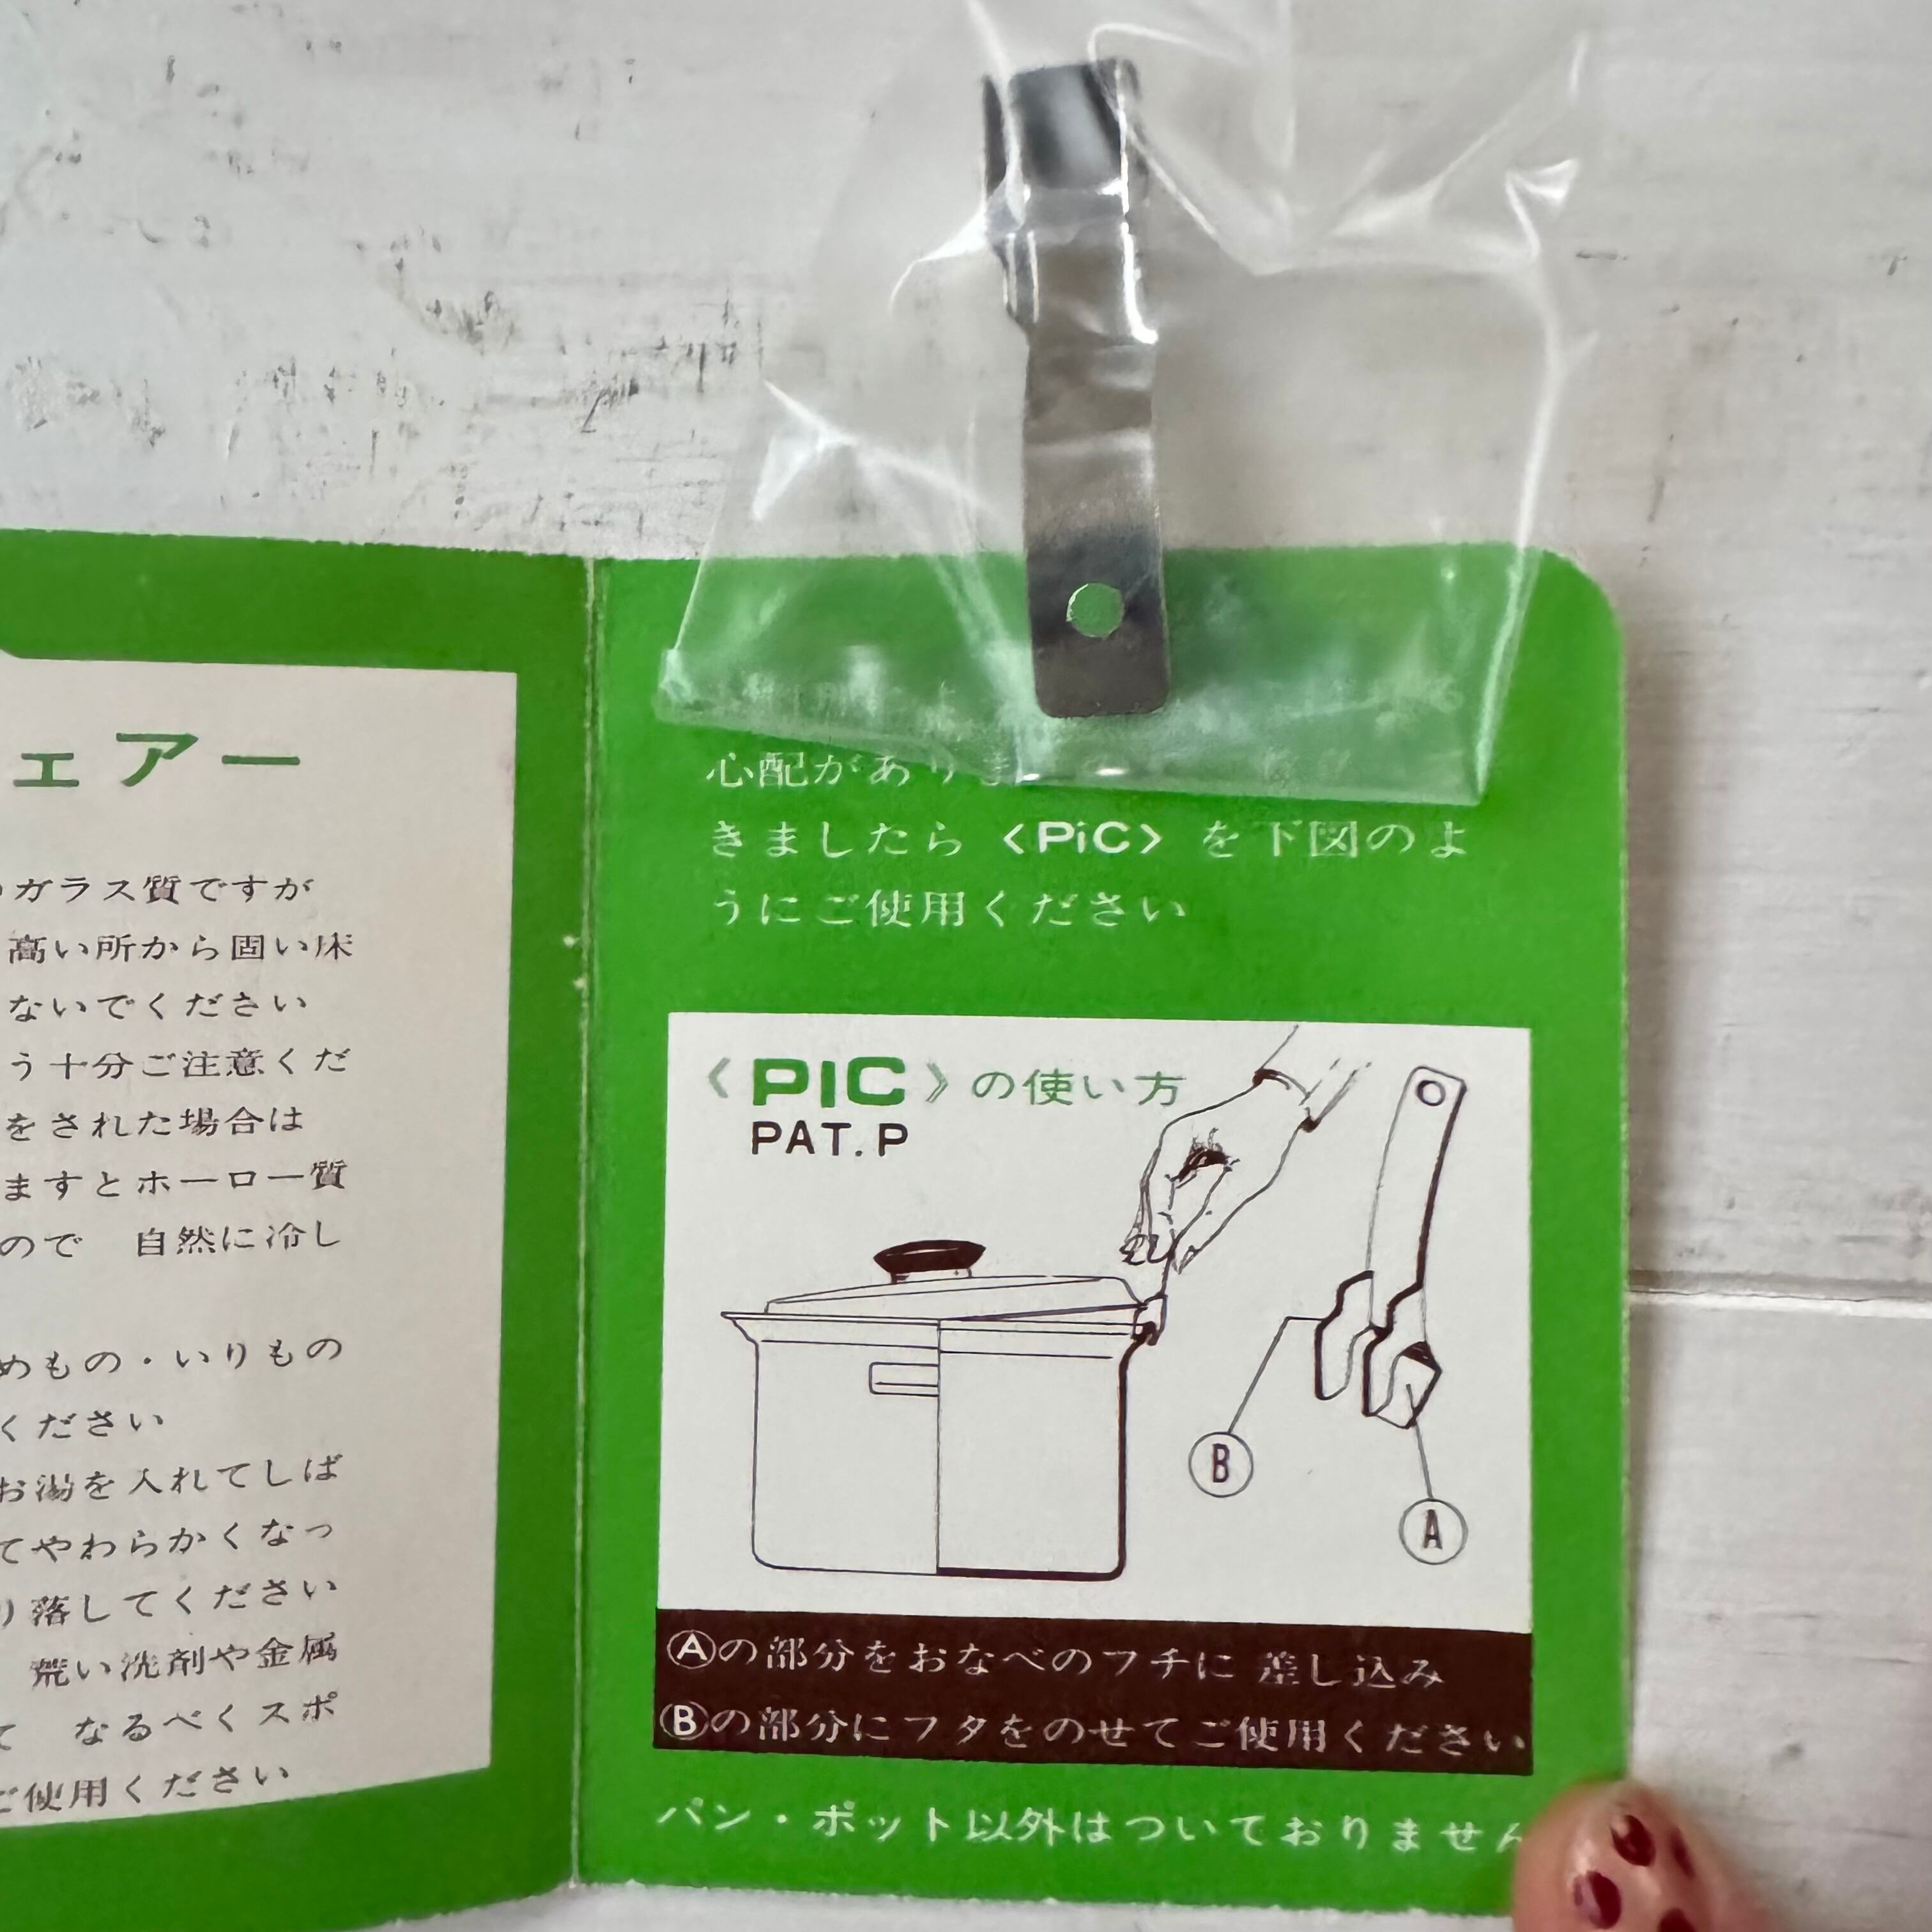 ェアー
ガラス質ですが
高い所から固い床
ないでください
う十分ご注意くだ
をされた場合は
ますとホーロー質
ので 自然に冷し
めもの・いりもの
ください
お湯を入れてしば
てやわらかくなっ
り落してください
荒い洗剤や金属
て なるべくスポ
ご使用ください
心配があり
きましたら〈PiC〉を下図のよ
うにご使用ください
《PIC》の使い方
PAT.P
B
A
Ⓐの部分をおなべのフチに 差し込み
Ⓑの部分にフタをのせてご使用ください
パン・ポット以外はついておりません